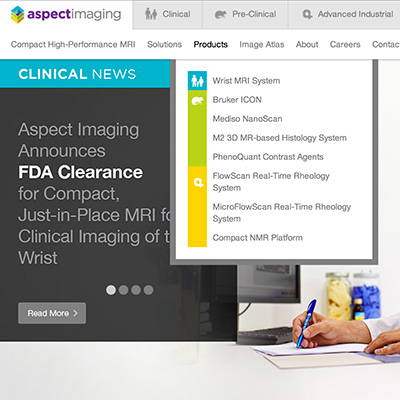 aspectimaging
Clinical
Pre-Clinical
Advanced Industrial
Compact High-Performance MRI Solutions Products Image Atlas About Careers Contac
CLINICAL NEWS
Aspect Imaging
Announces
FDA Clearance
for Compact,
Just-in-Place MRI fo
Clinical Imaging of t
Wrist
Read More >
Wrist MRI System
Bruker ICON
Mediso NanoScan
M2 3D MR-based Histology System
PhenoQuant Contrast Agents
FlowScan Real-Time Rheology
System
MicroFlowScan Real-Time Rheology
System
Compact NMR Platform